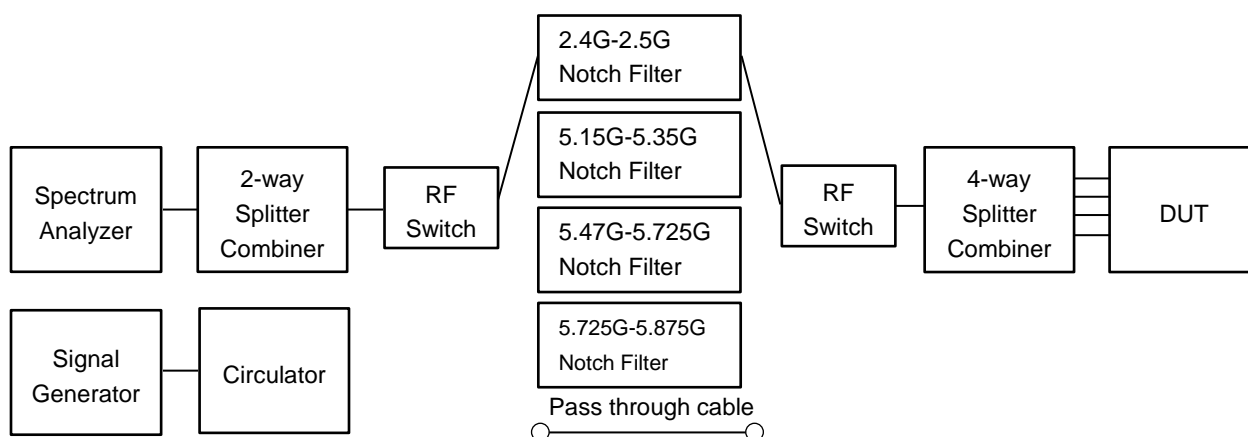 Spectrum
Analyzer
2-way
Splitter
Combiner
RF
Switch
2.4G-2.5G
Notch Filter
5.15G-5.35G
Notch Filter
5.47G-5.725G
Notch Filter
5.725G-5.875G
Notch Filter
Pass through cable
RF
Switch
4-way
Splitter
Combiner
DUT
Signal
Generator
Circulator